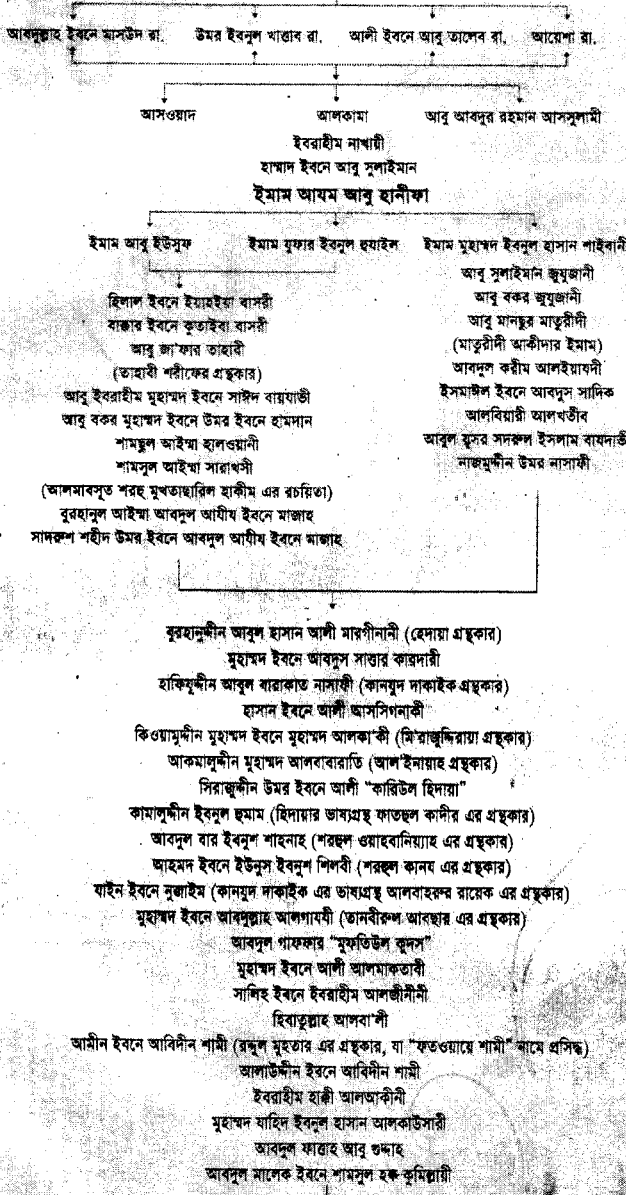 আবদুল্লাহ ইবনে মাসউদ রা. উমর ইবনুল খাত্তাব রা. আলী ইবনে আবু তালেব রা. আয়েশা রা.
আসওয়াদ আলকামা আবু আবদুর রহমান আসসুলামী
ইবরাহীম নাখায়ী
হাম্মাদ ইবনে আবু সুলাইমান
ইমাম আযম আবু হানীফা
ইমাম আবু ইউসুফ ইমাম যুফার ইবনুল হুযাইল ইমাম মুহাম্মদ ইবনুল হাসান শাইবানী
হিলাল ইবনে ইয়াহইয়া বাসরী
বাক্কার ইবনে কুতাইবা বাসরী
আবু জা'ফার তাহাবী
(তাহাবী শরীফের গ্রন্থকার)
আবু ইবরাহীম মুহাম্মদ ইবনে সাঈদ বায়যাভী
আবু বকর মুহাম্মদ ইবনে উমর ইবনে হামদান
শামছুল আইম্মা হালওয়ানী
শামসুল আইম্মা সারাখসী
(আলমাবসূত শরহু মুখতাছারিল হাকীম এর রচয়িতা)
বুরহানুল আইম্মা আবদুল আযীয ইবনে মাজাহ
সাদরুশ শহীদ উমর ইবনে আবদুল আযীয ইবনে মাজাহ
আবু সুলাইমান জুযুজানী
আবু বকর জুযুজানী
আবু মানছুর মাতুরীদী
(মাতুরীদী আকীদার ইমাম)
আবদুল করীম আলইয়াযদী
ইসমাঈল ইবনে আবদুস সাদিক
আলবিয়ারী আলখতীব
আবুল য়ুসর সদরুল ইসলাম বাযদাভী
নাজমুদ্দীন উমর নাসাফী
বুরহানুদ্দীন আবুল হাসান আলী মারগীনানী (হেদায়া গ্রন্থকার)
মুহাম্মদ ইবনে আবদুস সাত্তার কারদারী
হাফিযুদ্দীন আবুল বারাকাত নাসাফী (কানযুদ দাকাইক গ্রন্থকার)
হাসান ইবনে আলী আসসিগনাকী
কিওয়ামুদ্দীন মুহাম্মদ ইবনে মুহাম্মদ আলকা'কী (মি'রাজুদ্দিরায়া গ্রন্থকার)
আকমালুদ্দীন মুহাম্মদ আলবাবারাতি (আল'ইনায়াহ গ্রন্থকার)
সিরাজুদ্দীন উমর ইবনে আলী “কারিউল হিদায়া”
কামালুদ্দীন ইবনুল হুমাম (হিদায়ার ভাষ্যগ্রন্থ ফাতহুল কাদীর এর গ্রন্থকার)
আবদুল বার ইবনুশ শাহনাহ (শরহুল ওয়াহবানিয়্যাহ এর গ্রন্থকার)
আহমদ ইবনে ইউনুস ইবনুশ শিলবী (শরহুল কানয এর গ্রন্থকার)
যাইন ইবনে নুজাইম (কানযুদ দাকাইক এর ভাষ্যগ্রন্থ আলবাহরুর রায়েক এর গ্রন্থকার)
মুহাম্মদ ইবনে আবদুল্লাহ আলগাযযী (তানবীরুল আবছার এর গ্রন্থকার)
আবদুল গাফফার “মুফতিউল কুদস”
মুহাম্মদ ইবনে আলী আলমাকতাবী
সালিহ ইবনে ইবরাহীম আলজীনীনী
হিবাতুল্লাহ আলবা'লী
আমীন ইবনে আবিদীন শামী (রদ্দুল মুহতার এর গ্রন্থকার, যা “ফতওয়ায়ে শামী” নামে প্রসিদ্ধ)
আলাউদ্দীন ইবনে আবিদীন শামী
ইবরাহীম হাক্কী আলআকীনী
মুহাম্মদ যাহিদ ইবনুল হাসান আলকাউসারী
আবদুল ফাত্তাহ আবু গুদ্দাহ
আবদুল মালেক ইবনে শামসুল হক কুমিল্লায়ী